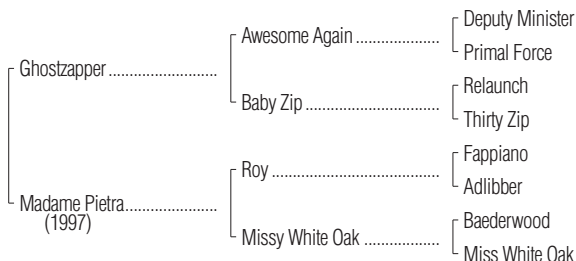 Deputy Minister
Awesome Again ....................
Primal Force
Ghostzapper ..........................
Relaunch
Baby Zip ................................
Thirty Zip
Fappiano
Roy .........................................
Adlibber
Madame Pietra ......................
(1997)
Baederwood
Missy White Oak ..................
Miss White Oak